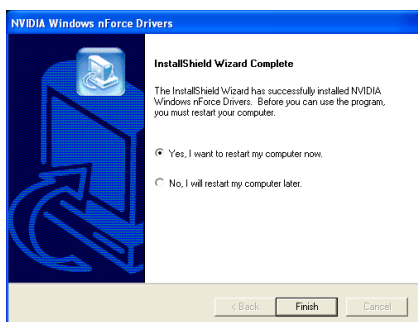 NVIDIA Windows nForce Drivers
InstallShield Wizard Complete
The InstallShield Wizard has successfully installed NVIDIA
Windows nForce Drivers. Before you can use the program,
you must restart your computer.
Yes, I want to restart my computer now.
No, I will restart my computer later.
< Back Finish Cancel